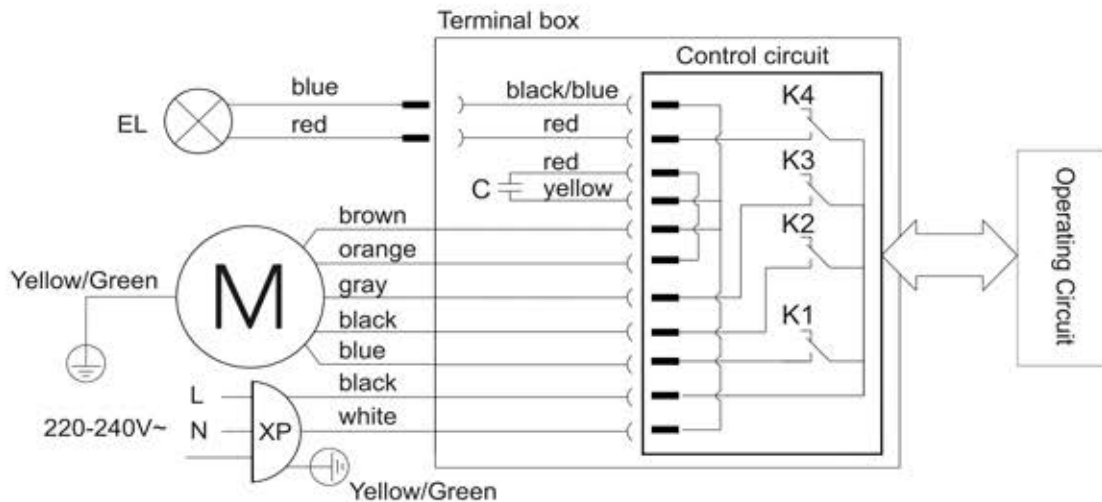 Terminal box
Control circuit
blue
black/blue
K4
EL
red
red
red
K3
C
yellow
brown
K2
orange
Yellow/Green
gray
M
black
K1
blue
L
black
220-240V~
N
XP
white
Yellow/Green
Operating Circuit